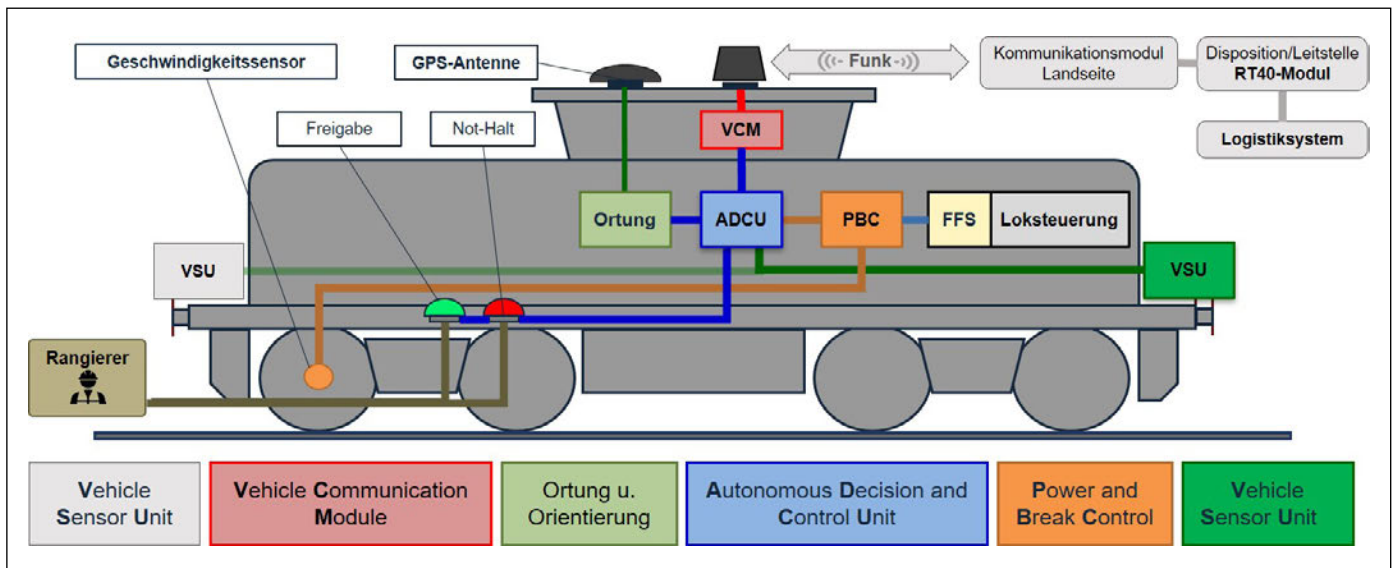 Geschwindigkeitssensor
GPS-Antenne
((·- Funk -·))
Kommunikationsmodul
Landseite
Disposition/Leitstelle
RT40-Modul
Freigabe
Not-Halt
VCM
Logistiksystem
Ortung
ADCU
PBC
FFS
Loksteuerung
VSU
VSU
Rangierer
Vehicle
Sensor Unit
Vehicle Communication
Module
Ortung u.
Orientierung
Autonomous Decision and
Control Unit
Power and
Break Control
Vehicle
Sensor Unit